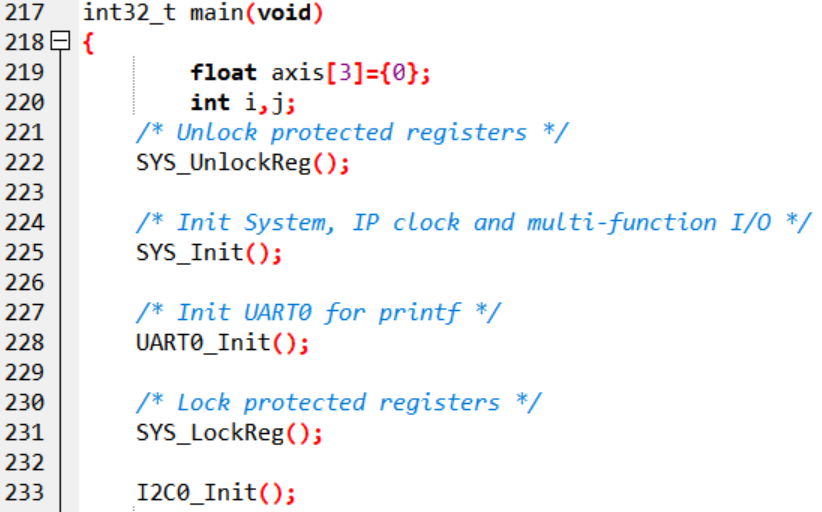 217 int32_t main(void)
218 {
219 float axis[3]={0};
220 int i,j;
221 /* Unlock protected registers */
222 SYS_UnlockReg();
223
224 /* Init System, IP clock and multi-function I/O */
225 SYS_Init();
226
227 /* Init UART0 for printf */
228 UART0_Init();
229
230 /* Lock protected registers */
231 SYS_LockReg();
232
233 I2C0_Init();